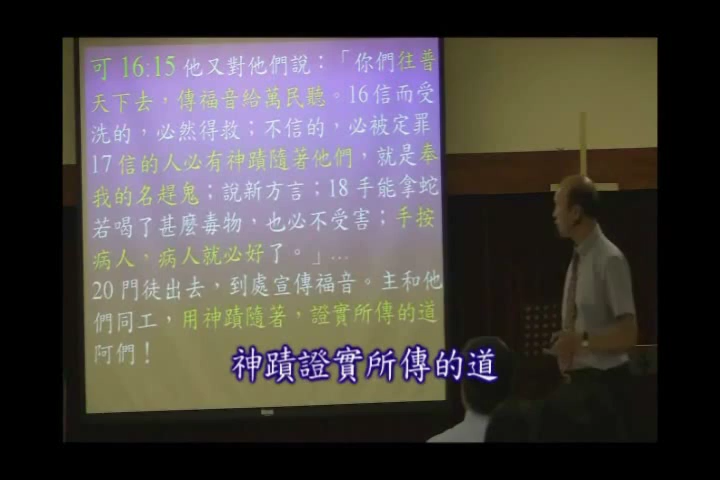 可 16:15 他又對他們說：「你們往普
天下去，傳福音給萬民聽。16 信而受
洗的，必然得救；不信的，必被定罪
17 信的人必有神蹟隨著他們，就是奉
我的名趕鬼；說新方言；18 手能拿蛇
若喝了甚麼毒物，也必不受害；手按
病人，病人就必好了。」…
20 門徒出去，到處宣傳福音。主和他
們同工，用神蹟隨著，證實所傳的道
阿們！
神蹟證實所傳的道